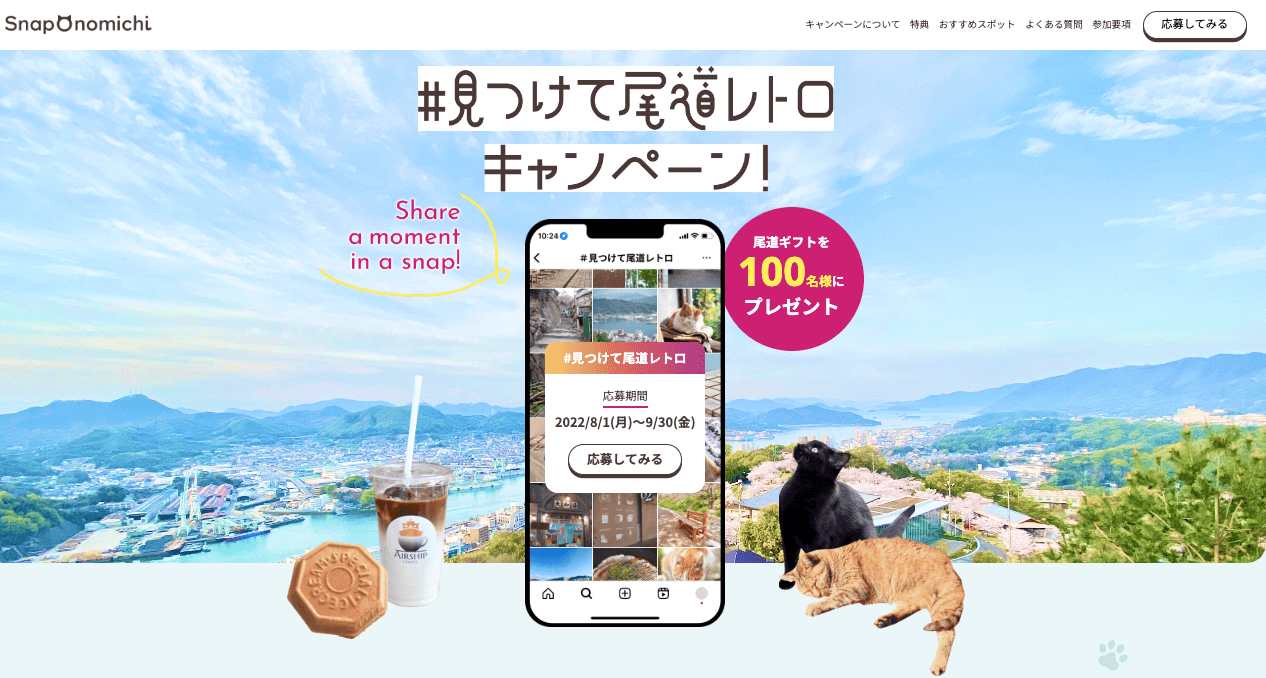 SnapOnomichi
キャンペーンについて 特典 おすすめスポット よくある質問 参加要項 応募してみる
#見つけて尾道レトロ
キャンペーン!
Share
a moment
in a snap!
尾道ギフトを
100名様に
プレゼント
10:24
#見つけて尾道レトロ
#見つけて尾道レトロ
応募期間
2022/8/1(月)〜9/30(金)
応募してみる
AIRSHIP
ICECREAM SPECIAL